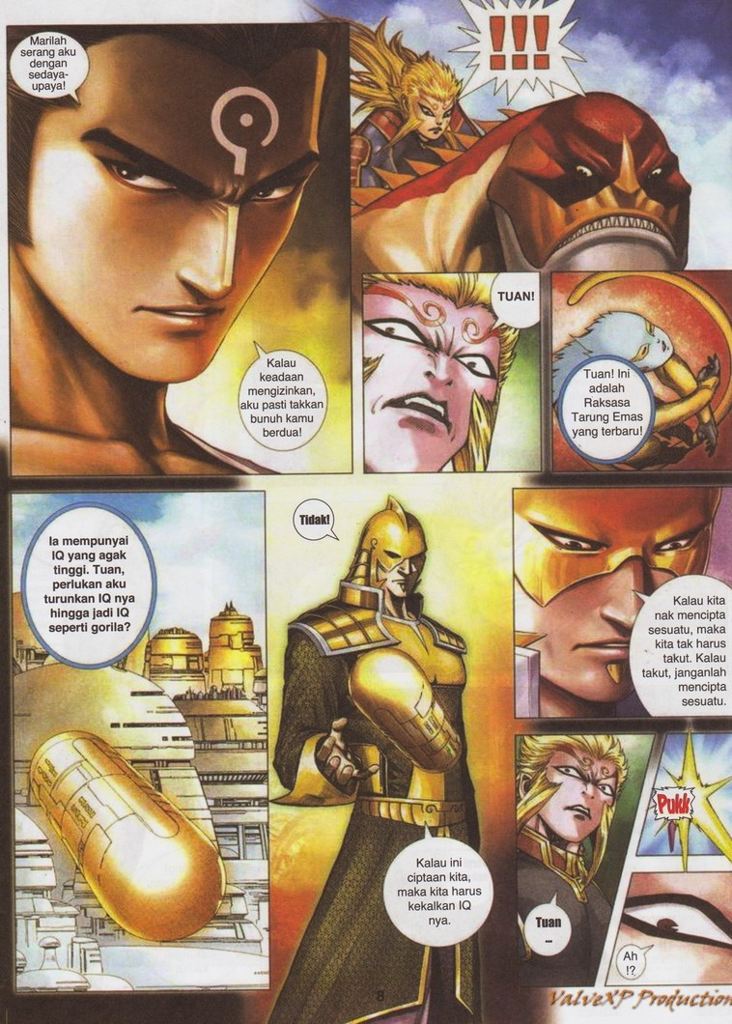 Marilah
serang aku
dengan
sedaya-
upaya!
!!!
Kalau
keadaan
mengizinkan,
aku pasti takkan
bunuh kamu
berdua!
TUAN!
Tuan! Ini
adalah
Raksasa
Tarung Emas
yang terbaru!
Ia mempunyai
IQ yang agak
tinggi. Tuan,
perlukan aku
turunkan IQ nya
hingga jadi IQ
seperti gorila?
Tidak!
Kalau kita
nak mencipta
sesuatu, maka
kita tak harus
takut. Kalau
takut, janganlah
mencipta
sesuatu.
Kalau ini
ciptaan kita,
maka kita harus
kekalkan IQ
nya.
Tuan
...
Pukk
Ah
!?
8
ValveXP Production